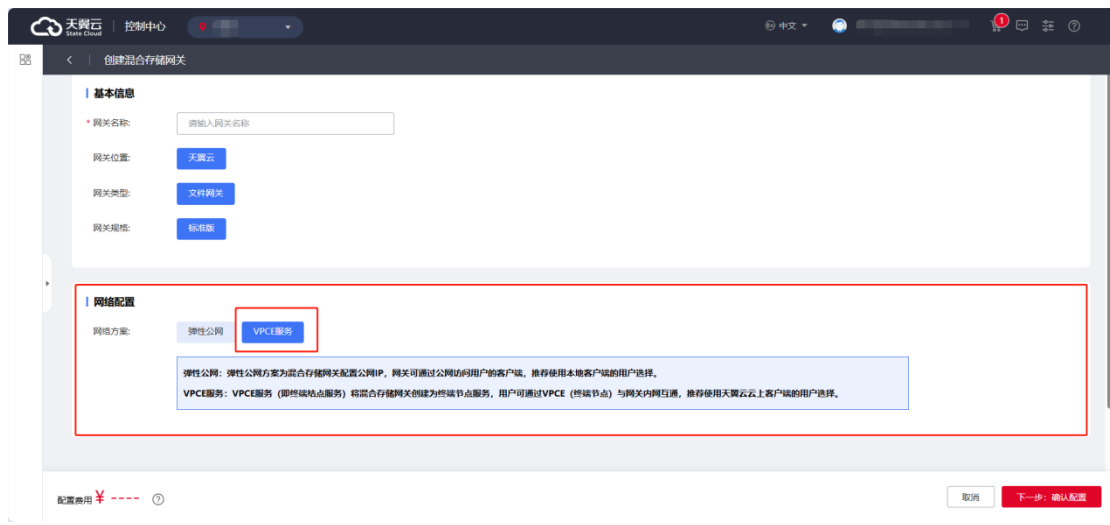 天翼云 State Cloud 控制中心 中文 1
创建混合存储网关
基本信息
* 网关名称: 请输入网关名称
网关位置: 天翼云
网关类型: 文件网关
网关规格: 标准版
网络配置
网络方案: 弹性公网 VPCE服务
弹性公网：弹性公网方案为混合存储网关配置公网IP，网关可通过公网访问用户的客户端，推荐使用本地客户端的用户选择。
VPCE服务：VPCE服务（即终端结点服务）将混合存储网关创建为终端节点服务，用户可通过VPCE（终端节点）与网关内网互通，推荐使用天翼云云上客户端的用户选择。
配置费用 ¥ ---- ? 取消 下一步：确认配置